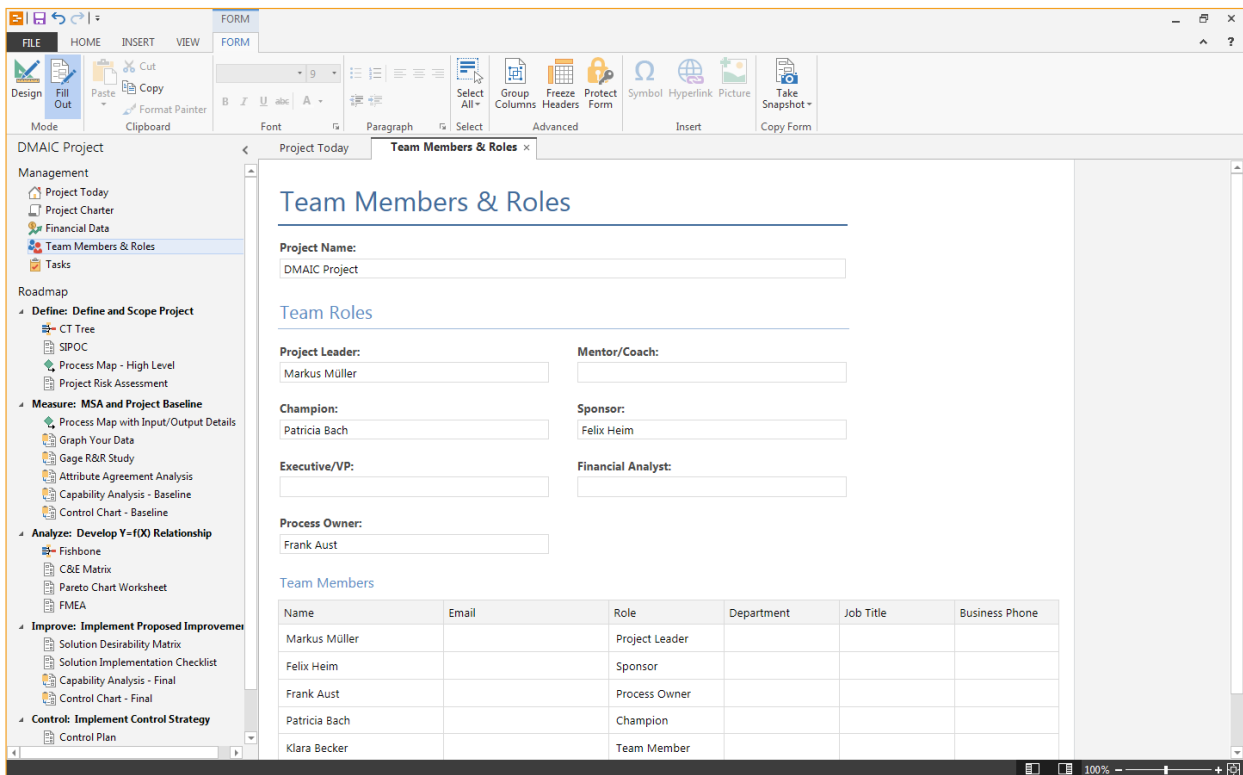 FORM
FILE HOME INSERT VIEW FORM
?
Design
Fill Out
Paste
Cut
Copy
Format Painter
9
B I U abc A
Select All
Group Columns
Freeze Headers
Protect Form
Symbol
Hyperlink
Picture
Take Snapshot
Mode Clipboard Font Paragraph Select Advanced Insert Copy Form
DMAIC Project
Management
Project Today
Project Charter
Financial Data
Team Members & Roles
Tasks
Roadmap
Define: Define and Scope Project
CT Tree
SIPOC
Process Map - High Level
Project Risk Assessment
Measure: MSA and Project Baseline
Process Map with Input/Output Details
Graph Your Data
Gage R&R Study
Attribute Agreement Analysis
Capability Analysis - Baseline
Control Chart - Baseline
Analyze: Develop Y=f(X) Relationship
Fishbone
C&E Matrix
Pareto Chart Worksheet
FMEA
Improve: Implement Proposed Improvemen
Solution Desirability Matrix
Solution Implementation Checklist
Capability Analysis - Final
Control Chart - Final
Control: Implement Control Strategy
Control Plan
Project Today Team Members & Roles ×
Team Members & Roles
Project Name:
DMAIC Project
Team Roles
Project Leader: Mentor/Coach:
Markus Müller
Champion: Sponsor:
Patricia Bach Felix Heim
Executive/VP: Financial Analyst:
Process Owner:
Frank Aust
Team Members
Name Email Role Department Job Title Business Phone
Markus Müller Project Leader
Felix Heim Sponsor
Frank Aust Process Owner
Patricia Bach Champion
Klara Becker Team Member
100% - +